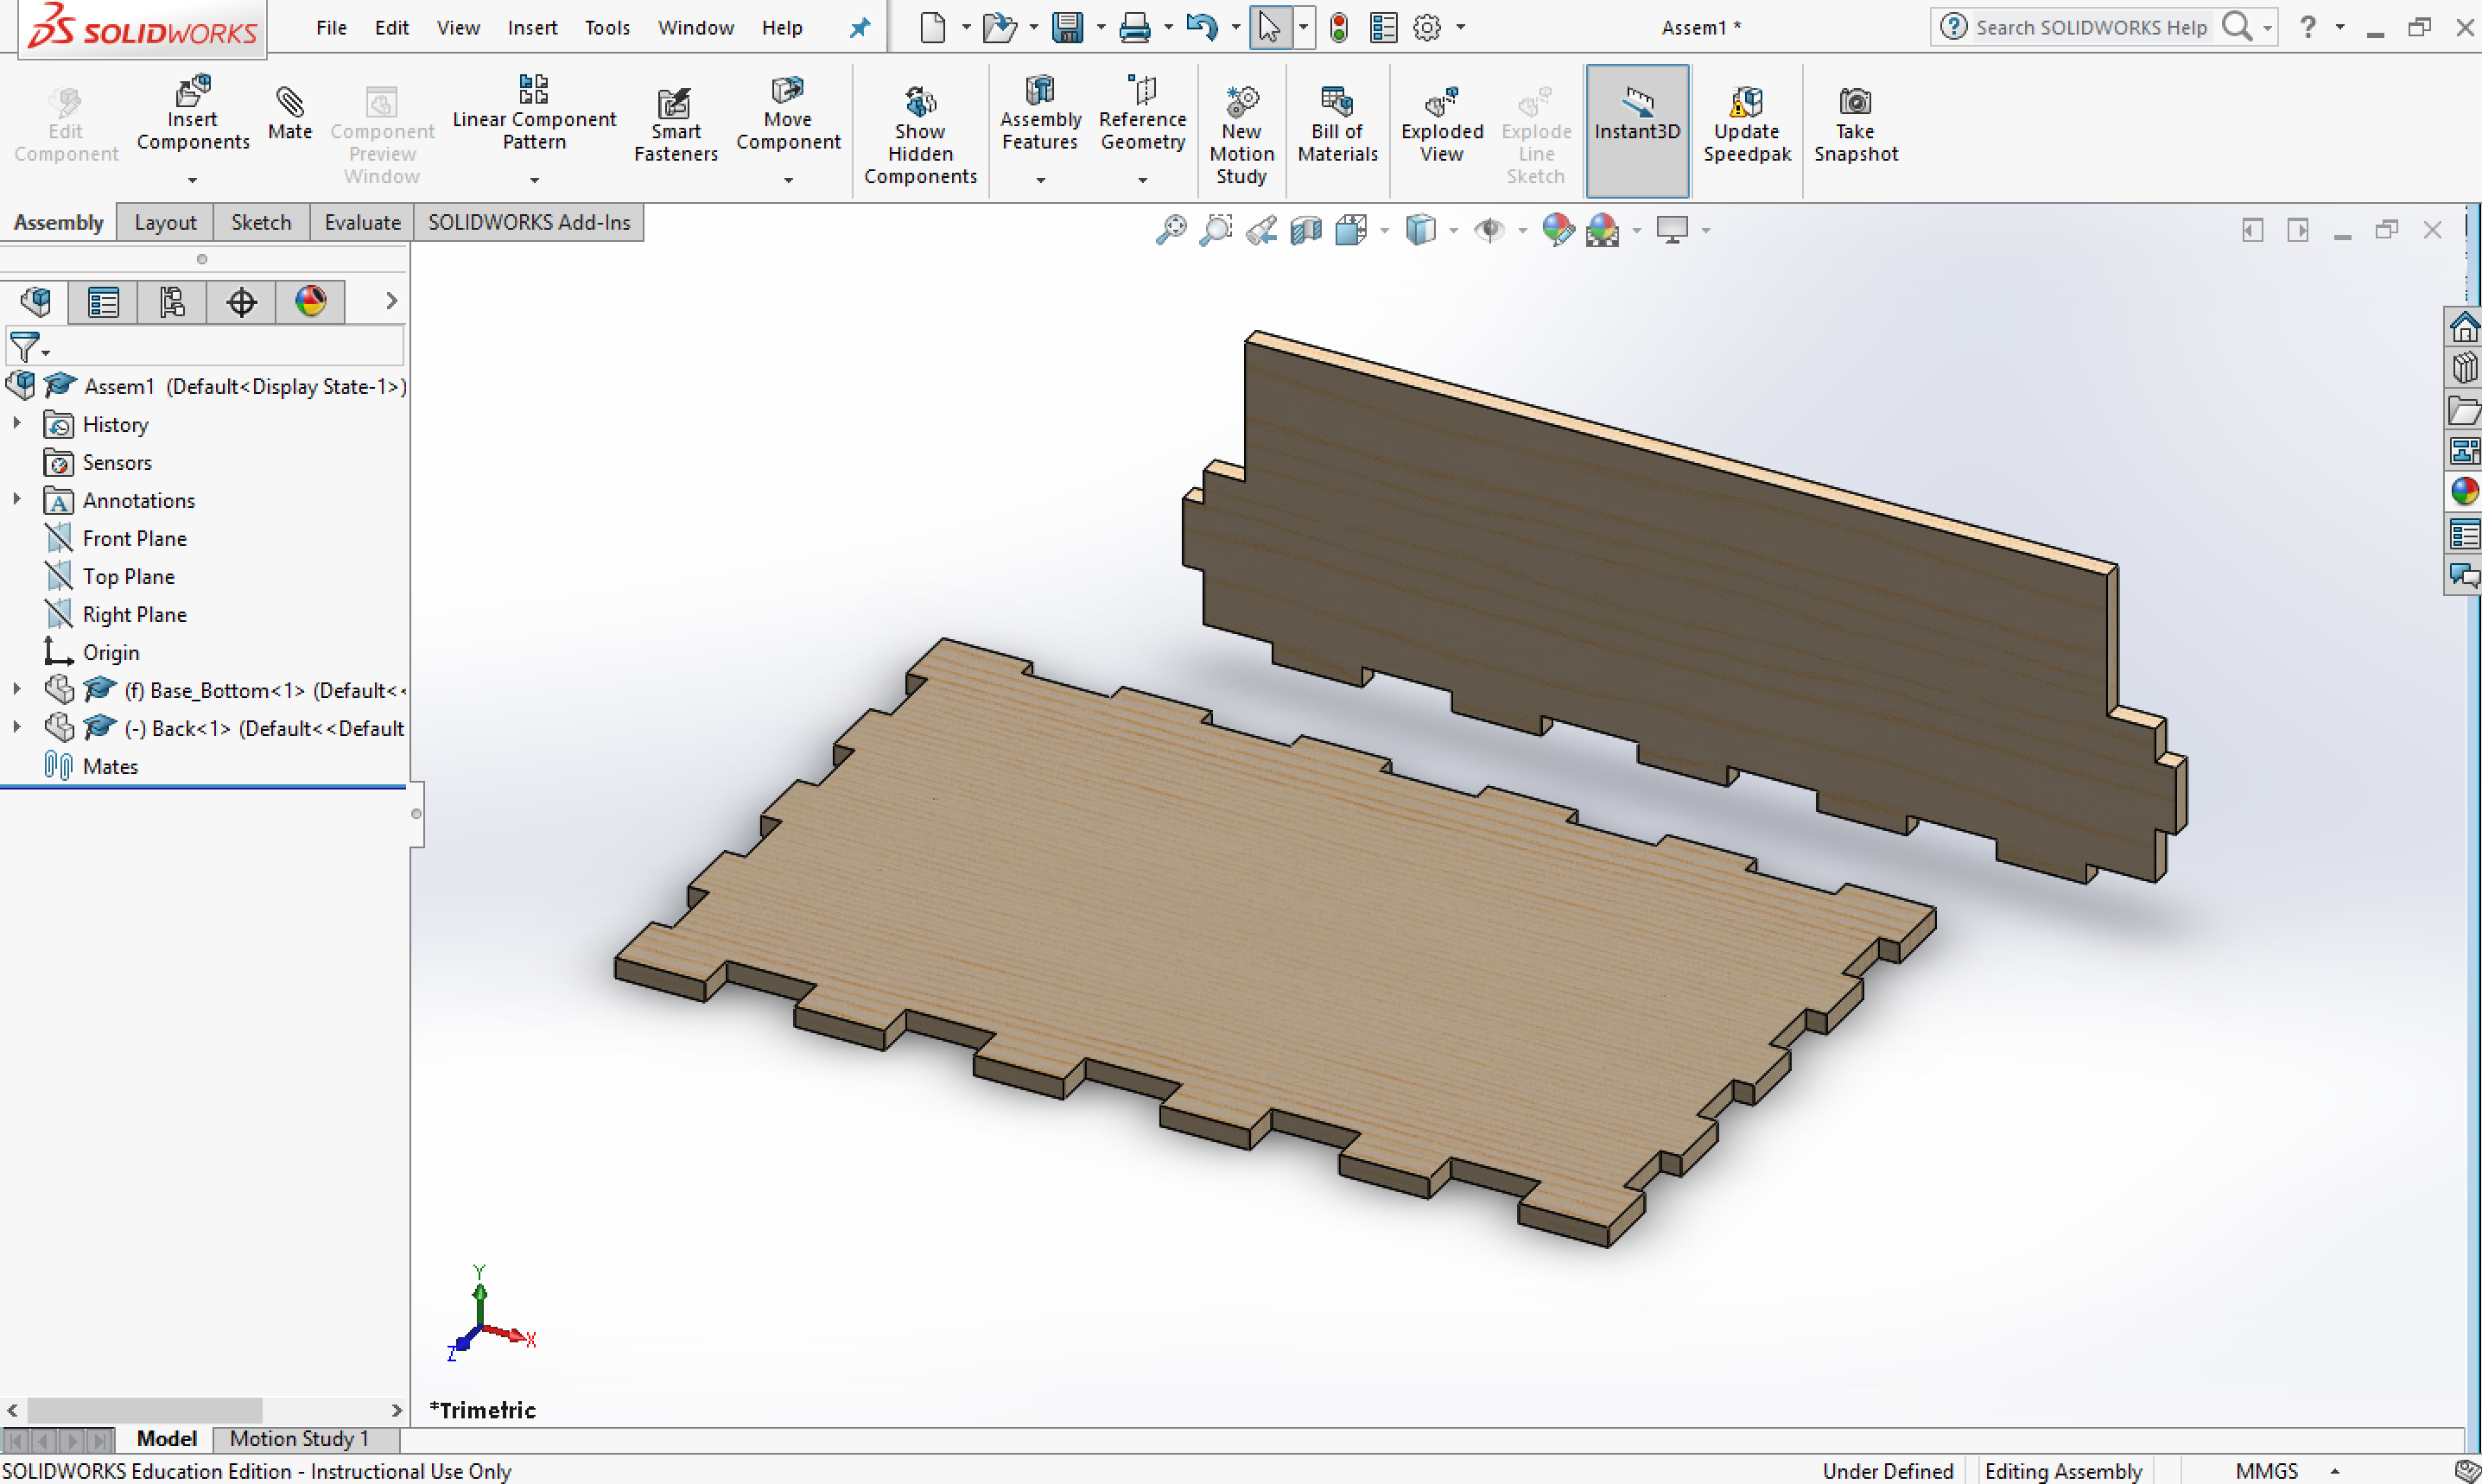 SOLIDWORKS File Edit View Insert Tools Window Help Assem1 * Search SOLIDWORKS Help ?
Edit Component
Insert Components
Mate
Component Preview Window
Linear Component Pattern
Smart Fasteners
Move Component
Show Hidden Components
Assembly Features
Reference Geometry
New Motion Study
Bill of Materials
Exploded View
Explode Line Sketch
Instant3D
Update Speedpak
Take Snapshot
Assembly Layout Sketch Evaluate SOLIDWORKS Add-Ins
Assem1 (Default<Display State-1>)
History
Sensors
A Annotations
Front Plane
Top Plane
Right Plane
Origin
(f) Base_Bottom<1> (Default<<
(-) Back<1> (Default<<Default
Mates
Y
X
Z
*Trimetric
Model Motion Study 1
SOLIDWORKS Education Edition - Instructional Use Only Under Defined Editing Assembly MMGS